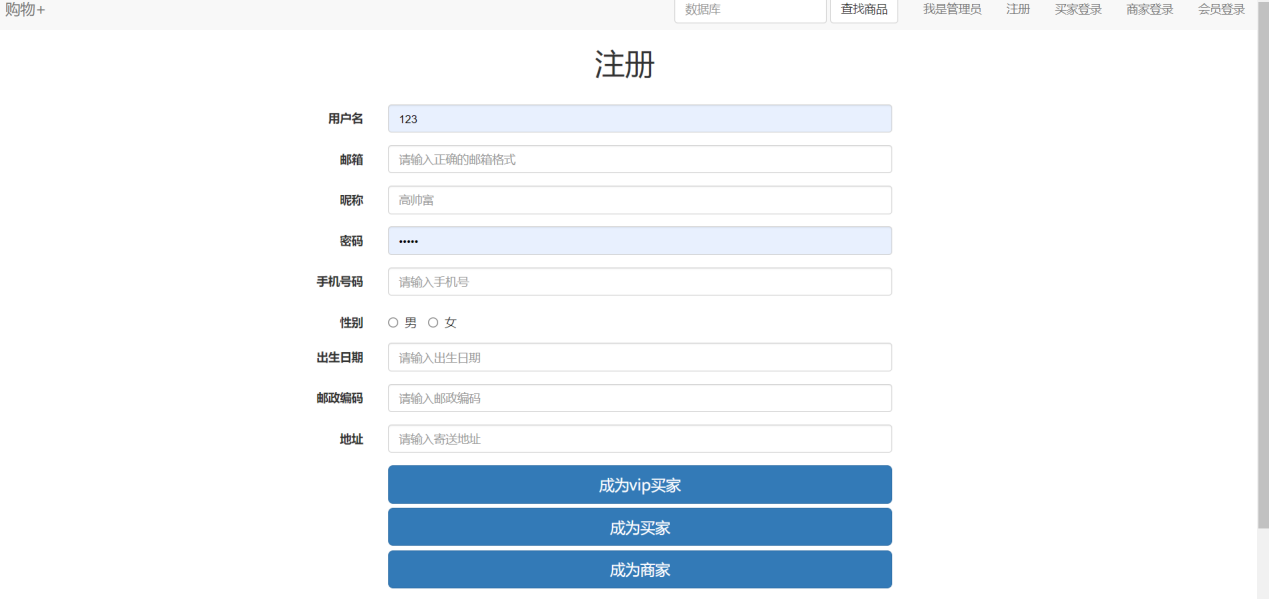 购物+ 数据库 查找商品 我是管理员 注册 买家登录 商家登录 会员登录
注册
用户名 123
邮箱 请输入正确的邮箱格式
昵称 高帅富
密码 •••••
手机号码 请输入手机号
性别 男 女
出生日期 请输入出生日期
邮政编码 请输入邮政编码
地址 请输入寄送地址
成为vip买家
成为买家
成为商家